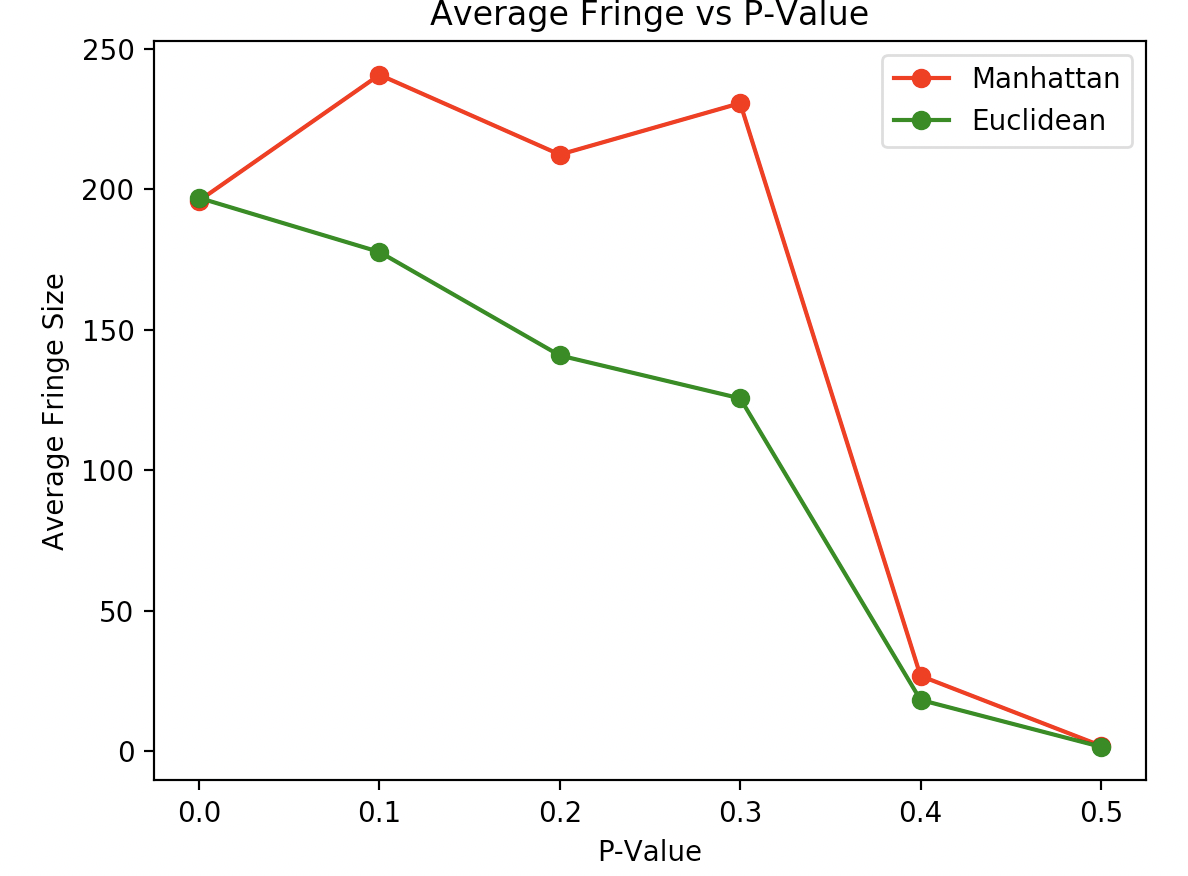 Average Fringe vs P-Value
Manhattan
Euclidean
Average Fringe Size
250
200
150
100
50
0
0.0 0.1 0.2 0.3 0.4 0.5
P-Value